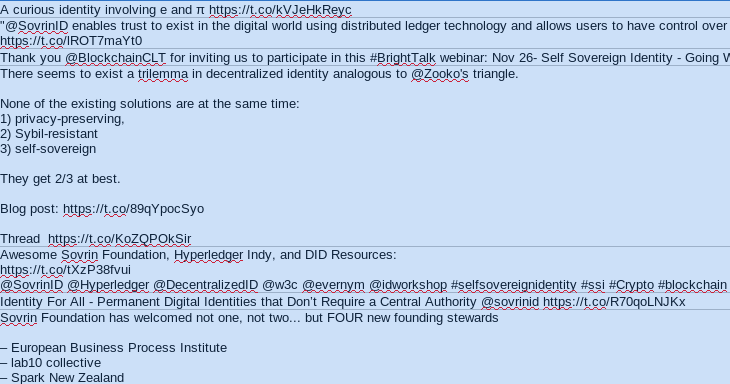 A curious identity involving e and π https://t.co/kVJeHkReyc
"@SovrinID enables trust to exist in the digital world using distributed ledger technology and allows users to have control over
https://t.co/lROT7maYt0
Thank you @BlockchainCLT for inviting us to participate in this #BrightTalk webinar: Nov 26- Self Sovereign Identity - Going W
There seems to exist a trilemma in decentralized identity analogous to @Zooko's triangle.
None of the existing solutions are at the same time:
1) privacy-preserving,
2) Sybil-resistant
3) self-sovereign
They get 2/3 at best.
Blog post: https://t.co/89qYpocSyo
Thread  https://t.co/KoZQPOkSir
Awesome Sovrin Foundation, Hyperledger Indy, and DID Resources:
https://t.co/tXzP38fvui
@SovrinID @Hyperledger @DecentralizedID @w3c @evernym @idworkshop #selfsovereignidentity #ssi #Crypto #blockchain
Identity For All - Permanent Digital Identities that Don't Require a Central Authority @sovrinid https://t.co/R70qoLNJKx
Sovrin Foundation has welcomed not one, not two... but FOUR new founding stewards
– European Business Process Institute
– lab10 collective
– Spark New Zealand